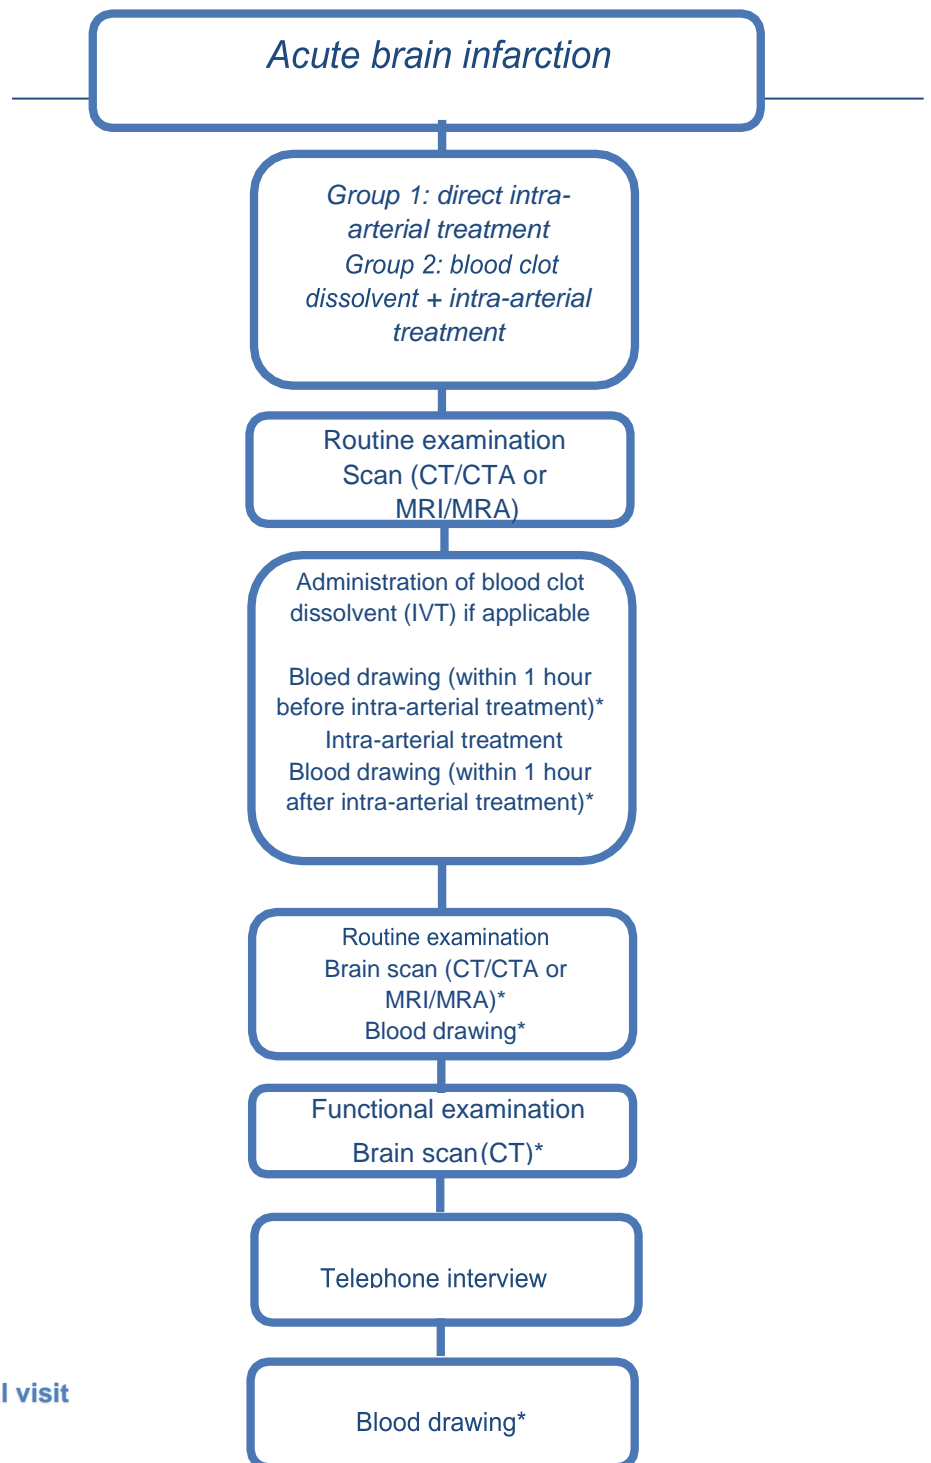 Acute brain infarction
Group 1: direct intra-
arterial treatment
Group 2: blood clot
dissolvent + intra-arterial
treatment
Routine examination
Scan (CT/CTA or
MRI/MRA)
Administration of blood clot
dissolvent (IVT) if applicable
Bloed drawing (within 1 hour
before intra-arterial treatment)*
Intra-arterial treatment
Blood drawing (within 1 hour
after intra-arterial treatment)*
Routine examination
Brain scan (CT/CTA or
MRI/MRA)*
Blood drawing*
Functional examination
Brain scan (CT)*
Telephone interview
l visit
Blood drawing*